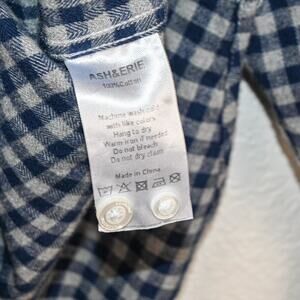 ASH&ERIE
100%Cotton
Machine wash cold
with like colors
Hang to dry
Warm iron if needed
Do not bleach
Do not dry clean
Made in China